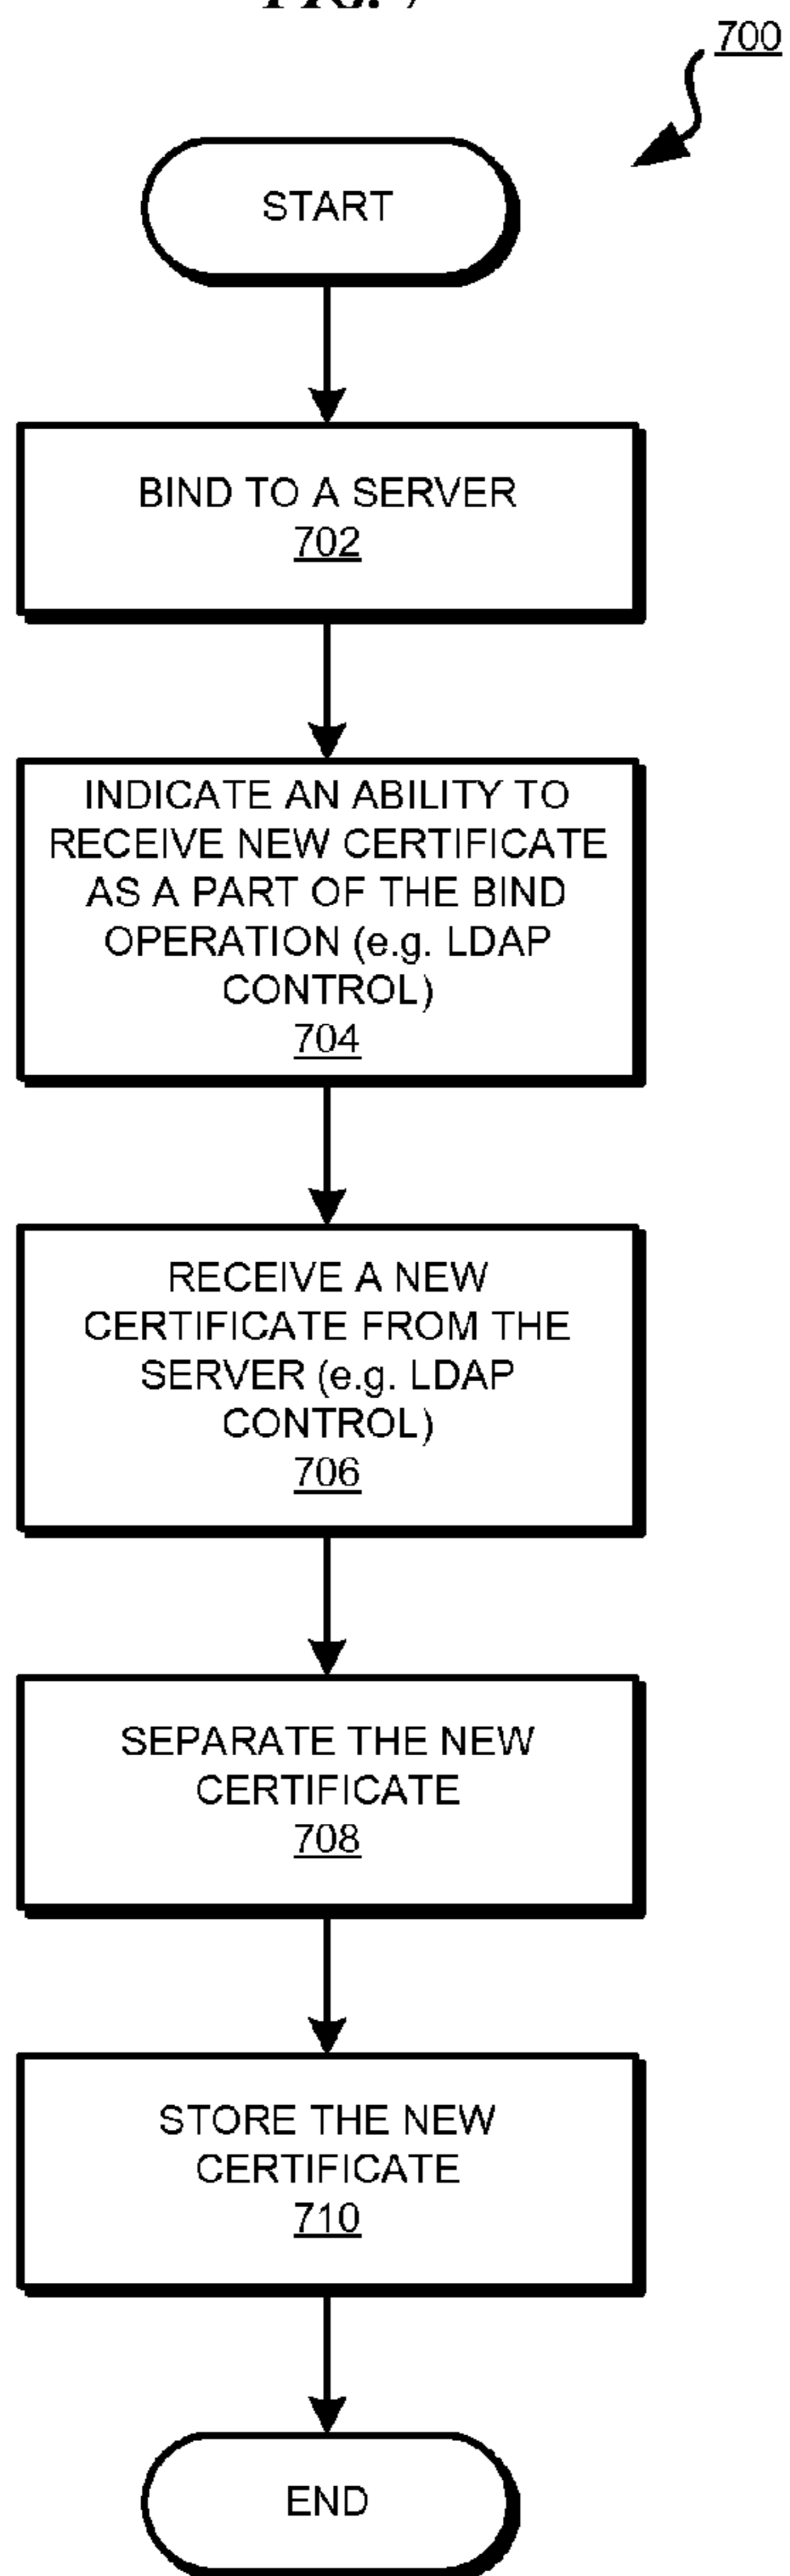 FIG. 7
700
START
BIND TO A SERVER
702
INDICATE AN ABILITY TO
RECEIVE NEW CERTIFICATE
AS A PART OF THE BIND
OPERATION (e.g. LDAP
CONTROL)
704
RECEIVE A NEW
CERTIFICATE FROM THE
SERVER (e.g. LDAP
CONTROL)
706
SEPARATE THE NEW
CERTIFICATE
708
STORE THE NEW
CERTIFICATE
710
END